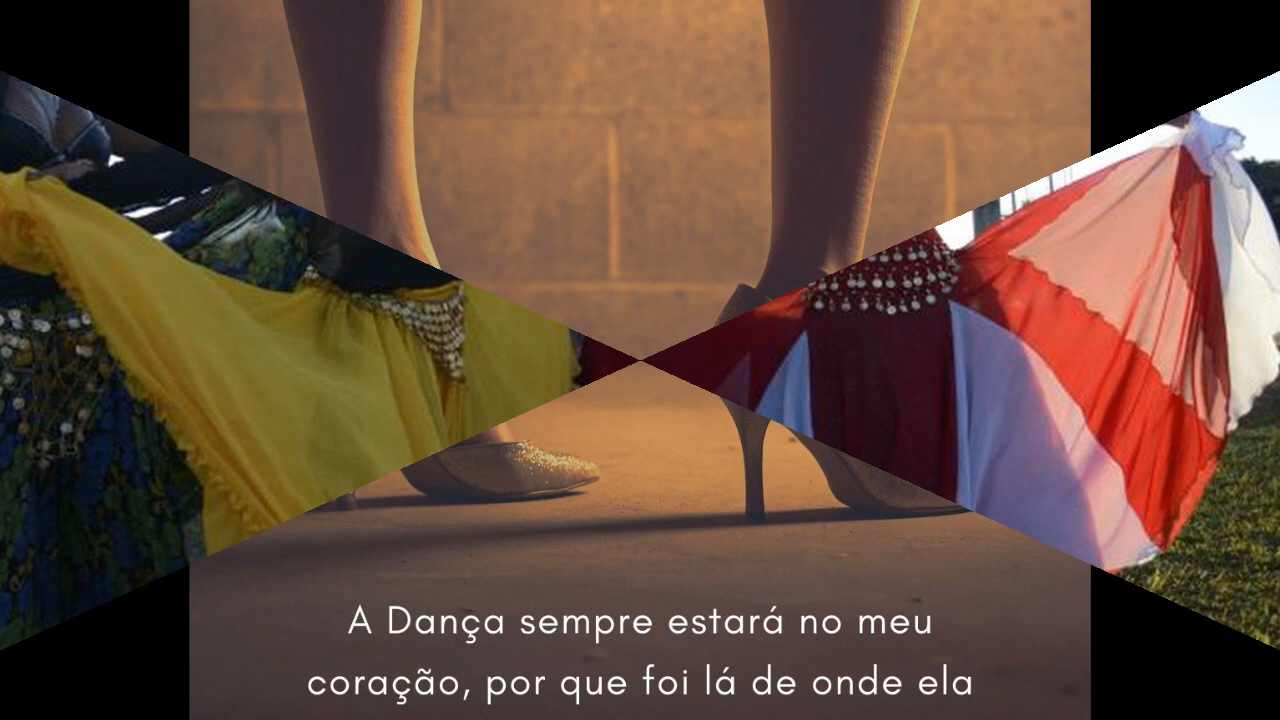 A Dança sempre estará no meu
coração, por que foi lá de onde ela